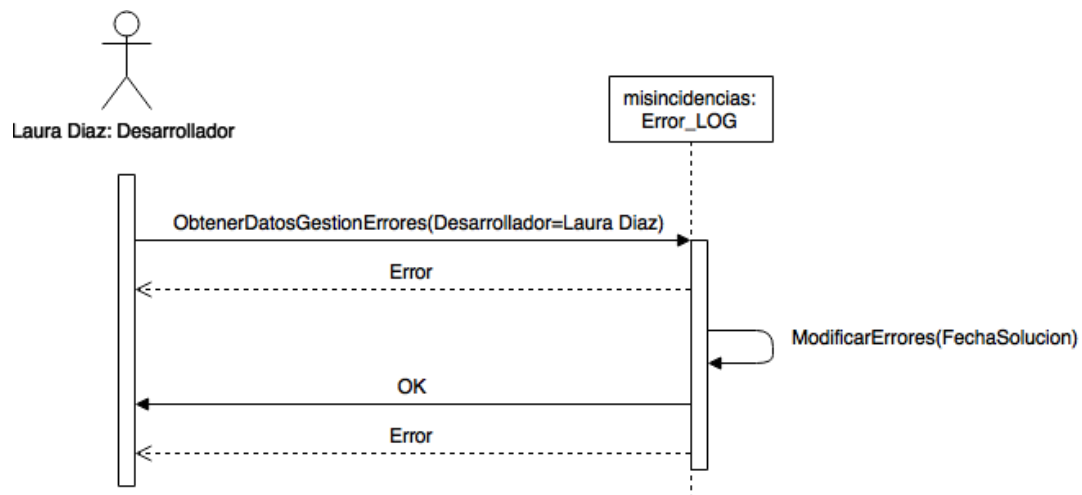 misincidencias:
Error_LOG
Laura Diaz: Desarrollador
ObtenerDatosGestionErrores(Desarrollador=Laura Diaz)
Error
ModificarErrores(FechaSolucion)
OK
Error